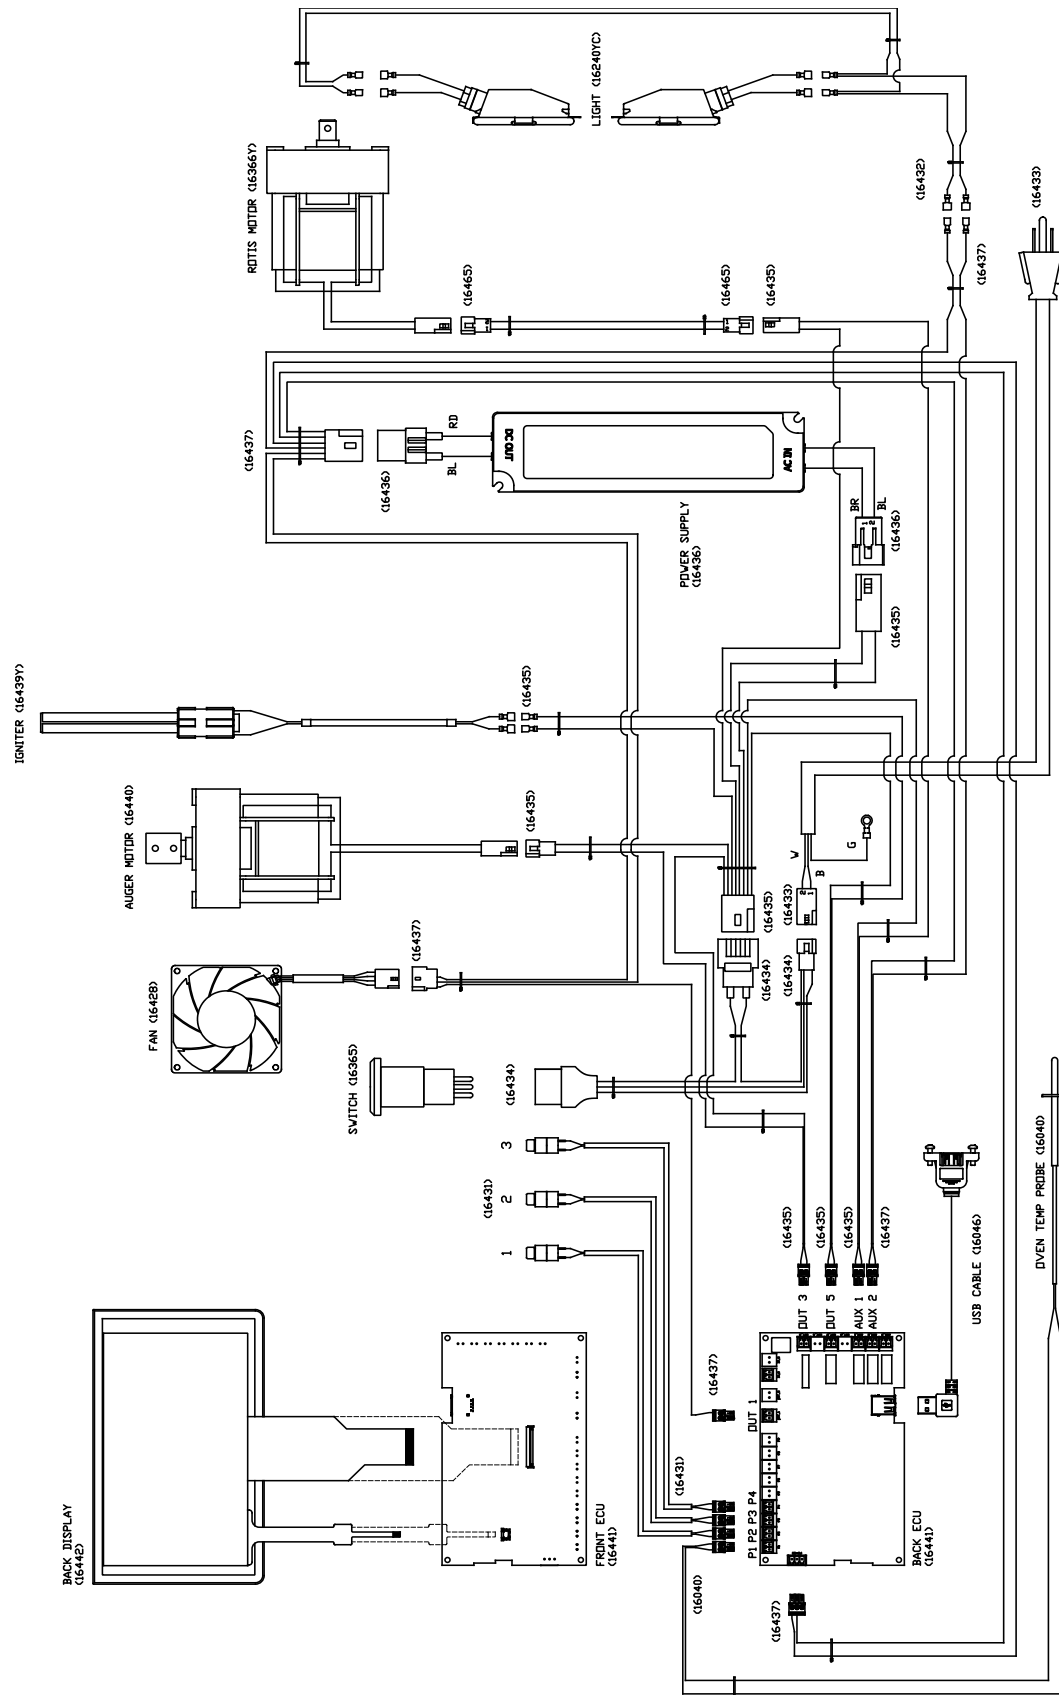 LIGHT (16240YC)
ROTIS MOTOR (16366Y)
(16432)
(16433)
(16437)
(16465)
(16465)
(16435)
(16437)
RD
BL
(16436)
DC OUT
AC IN
BR
BL
(16436)
POWER SUPPLY
(16436)
(16435)
IGNITER (16439Y)
(16435)
AUGER MOTOR (16440)
(16435)
W
G
B
(16435)
(16433)
2
1
(16434)
(16434)
(16437)
FAN (16428)
SWITCH (16365)
(16434)
3
(16431)
2
1
(16435)
(16435)
(16435)
(16437)
OUT 3
OUT 5
AUX 1
AUX 2
USB CABLE (16046)
OVEN TEMP PROBE (16040)
(16437)
OUT 1
(16431)
P1 P2 P3 P4
(16040)
BACK DISPLAY
(16442)
FRONT ECU
(16441)
BACK ECU
(16441)
(16437)